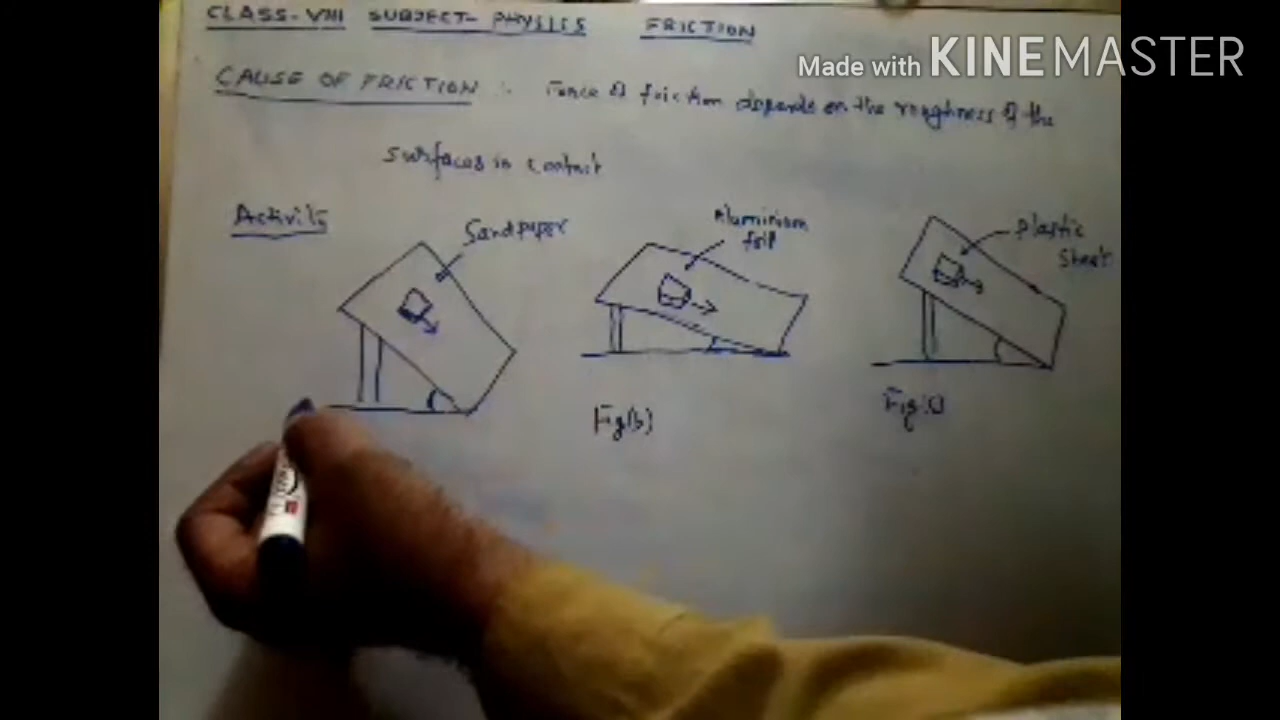 CLASS-VIII SUBJECT- PHYSICS FRICTION
Made with KINEMASTER
CAUSE OF FRICTION :- Force of friction depends on the roughness of the
surfaces in contact
Activity
Sandpaper
Aluminium
foil
Plastic
Sheet
Fig(b)